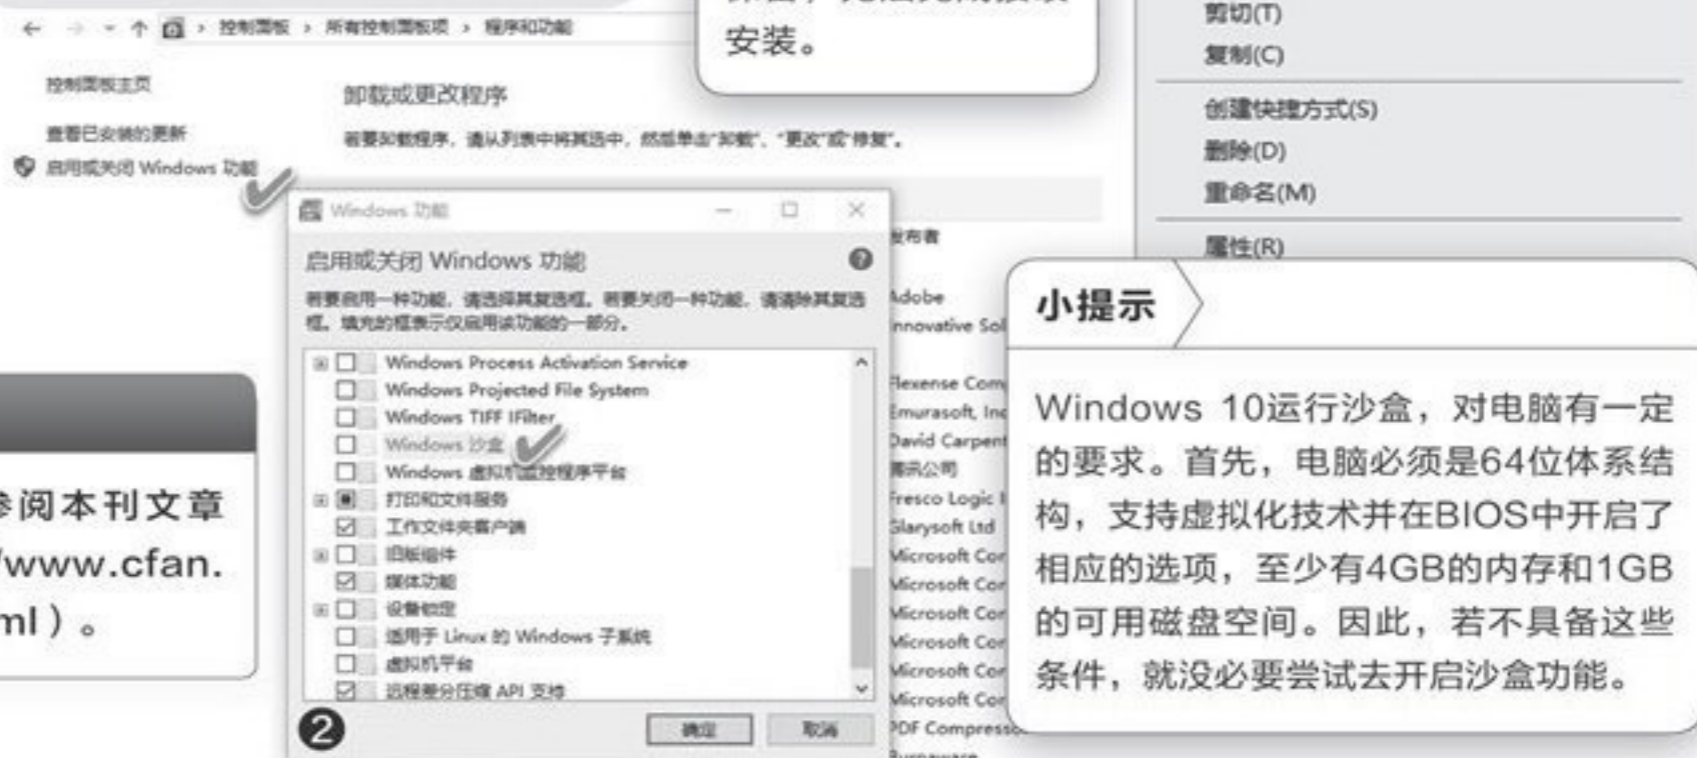 安装。
控制面板 › 所有控制面板项 › 程序和功能
控制面板主页
查看已安装的更新
启用或关闭 Windows 功能
卸载或更改程序
若要卸载程序，请从列表中将其选中，然后单击"卸载"、"更改"或"修复"。
Windows 功能
启用或关闭 Windows 功能
若要启用一种功能，请选择其复选框。若要关闭一种功能，请清除其复选
框。填充的框表示仅启用该功能的一部分。
Windows Process Activation Service
Windows Projected File System
Windows TIFF IFilter
Windows 沙盒
Windows 虚拟机监控程序平台
打印和文件服务
工作文件夹客户端
旧版组件
媒体功能
设备锁定
适用于 Linux 的 Windows 子系统
虚拟机平台
远程差分压缩 API 支持
❷
确定
取消
发布者
Adobe
Innovative Sol
Flexense Com
Emurasoft, Inc
David Carpent
腾讯公司
Fresco Logic I
Glarysoft Ltd
Microsoft Cor
Microsoft Cor
Microsoft Cor
Microsoft Cor
Microsoft Cor
Microsoft Cor
PDF Compresso
参阅本刊文章
/www.cfan.
ml）。
剪切(T)
复制(C)
创建快捷方式(S)
删除(D)
重命名(M)
属性(R)
小提示
Windows 10运行沙盒，对电脑有一定
的要求。首先，电脑必须是64位体系结
构，支持虚拟化技术并在BIOS中开启了
相应的选项，至少有4GB的内存和1GB
的可用磁盘空间。因此，若不具备这些
条件，就没必要尝试去开启沙盒功能。